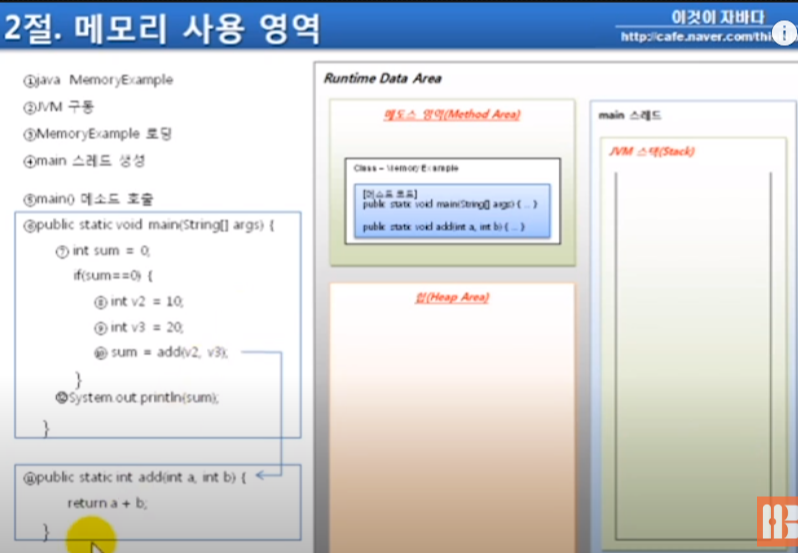 2절. 메모리 사용 영역
이것이 자바다
http://cafe.naver.com/thi
①java MemoryExample
②JVM 구동
③MemoryExample 로딩
④main 스레드 생성
⑤main() 메소드 호출
⑥public static void main(String[] args) {
⑦ int sum = 0;
if(sum==0) {
⑧ int v2 = 10;
⑨ int v3 = 20;
⑩ sum = add(v2, v3);
}
⑫System.out.println(sum);
}
⑪public static int add(int a, int b) {
return a + b;
}
Runtime Data Area
메소드 영역(Method Area)
Class – MemoryExample
[메소드 코드]
public static void main(String[] args) { ... }
public static void add(int a, int b) { ... }
힙(Heap Area)
main 스레드
JVM 스택(Stack)